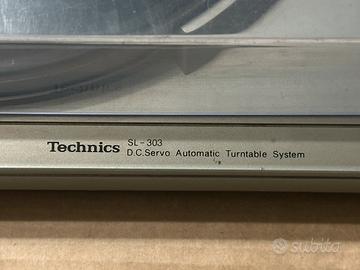 Technics
SL-303
D.C.Servo Automatic Turntable System
subito